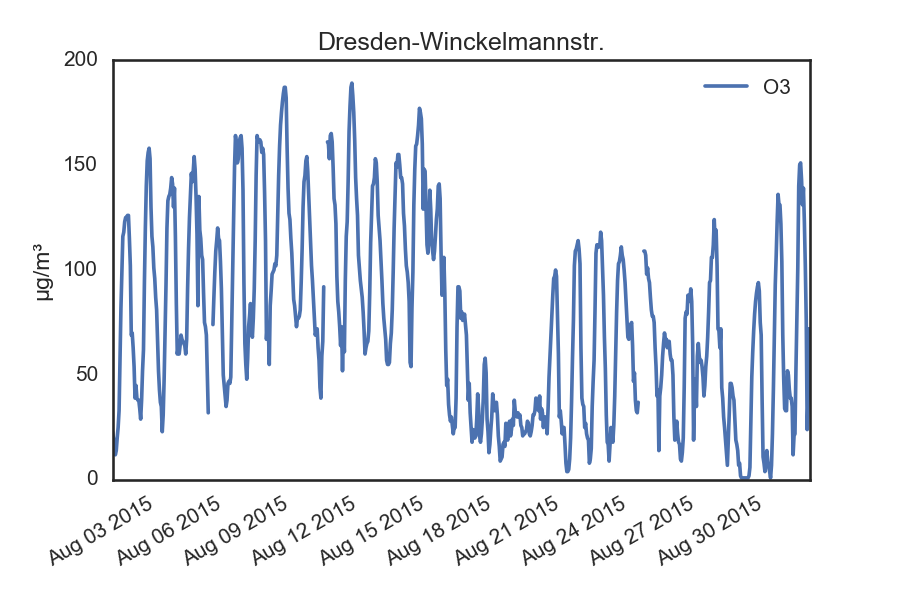 Dresden-Winckelmannstr.
O3
µg/m³
200
150
100
50
0
Aug 03 2015
Aug 06 2015
Aug 09 2015
Aug 12 2015
Aug 15 2015
Aug 18 2015
Aug 21 2015
Aug 24 2015
Aug 27 2015
Aug 30 2015